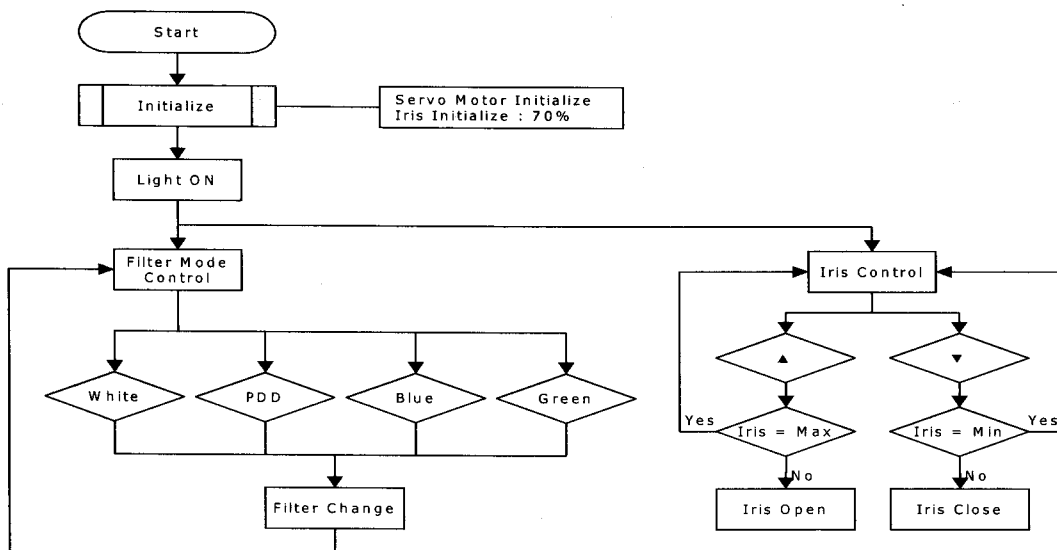 Start
Initialize
Servo Motor Initialize
Iris Initialize : 70%
Light ON
Filter Mode
Control
Iris Control
▲
▼
White
PDD
Blue
Green
Yes
Iris = Max
Iris = Min
Yes
No
No
Filter Change
Iris Open
Iris Close